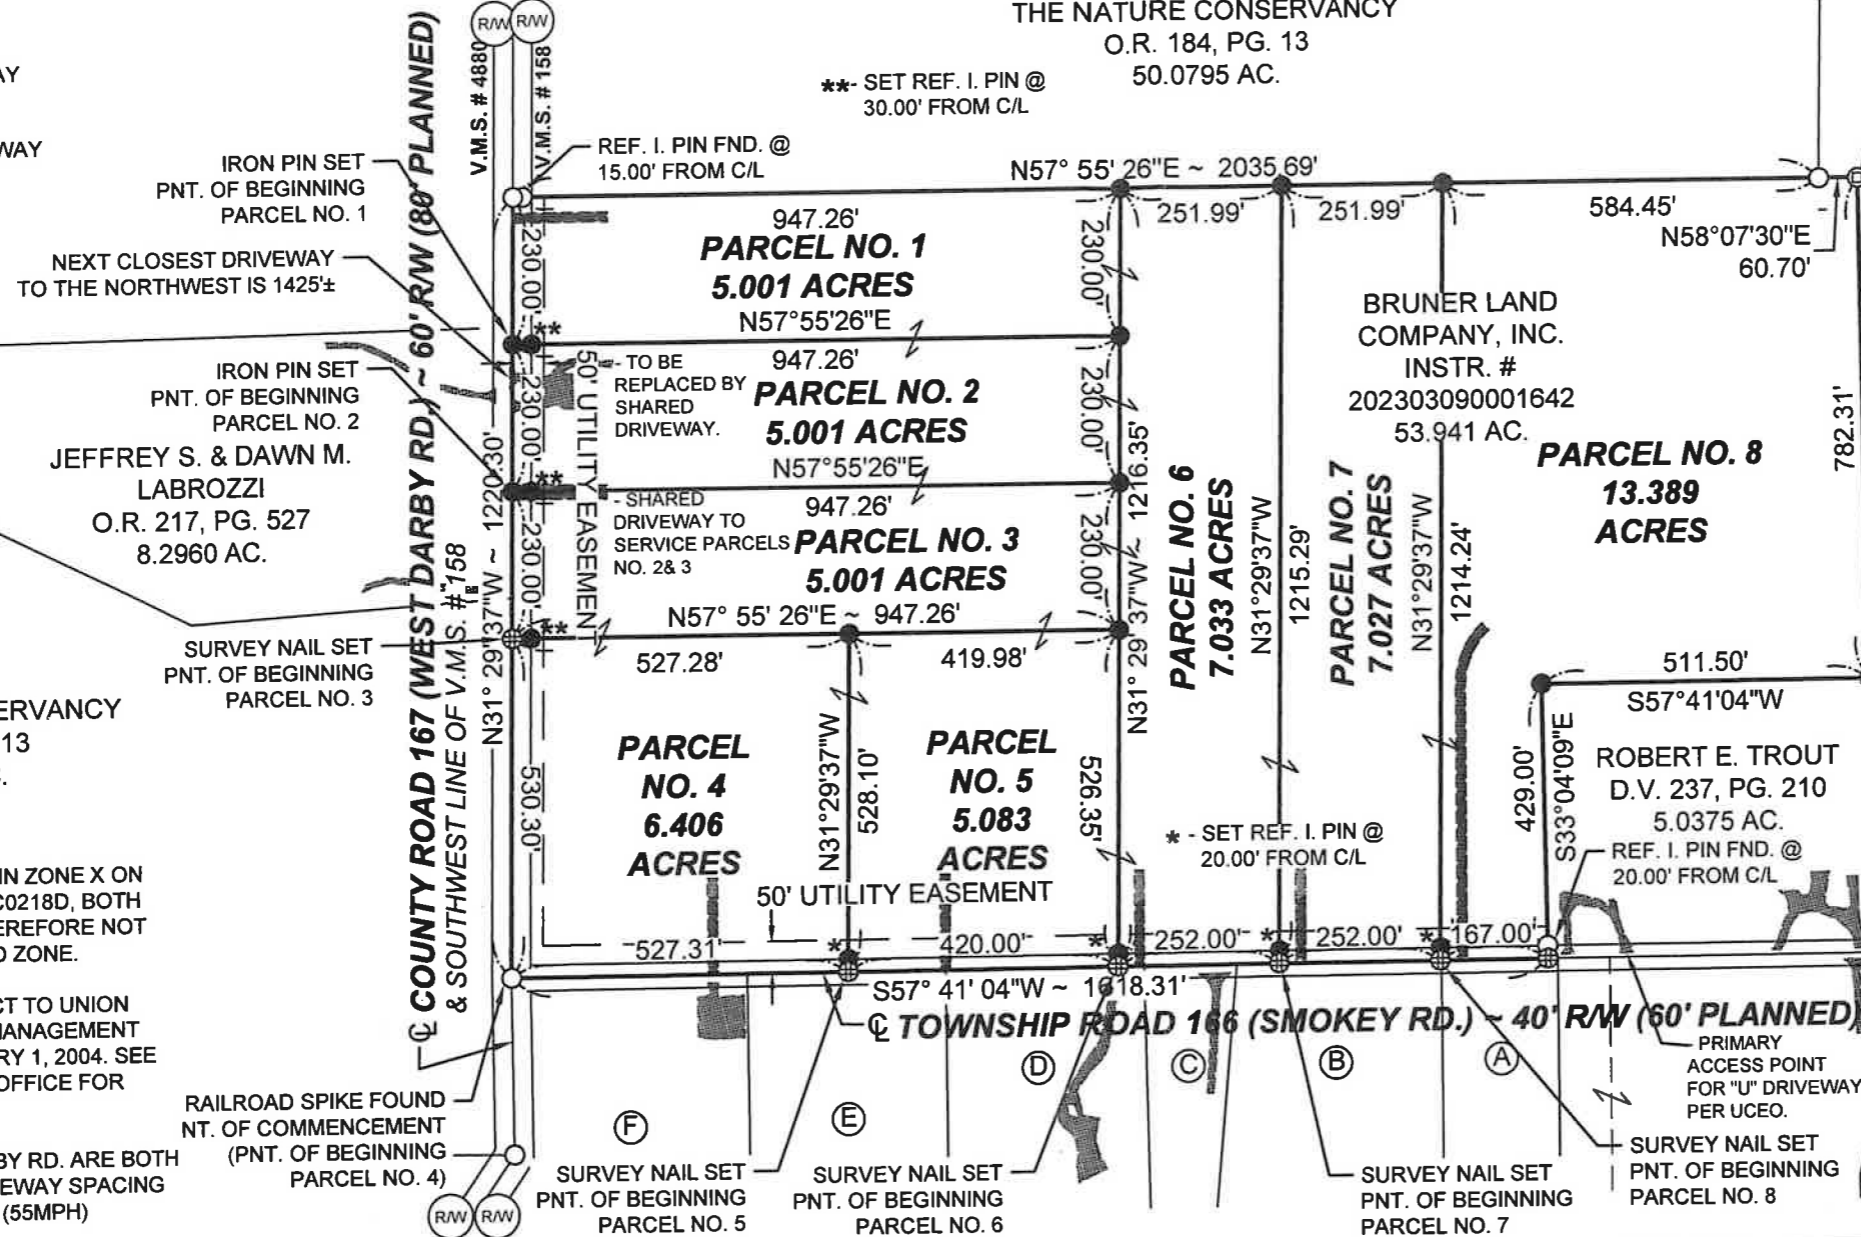 THE NATURE CONSERVANCY
O.R. 184, PG. 13
50.0795 AC.
**- SET REF. I. PIN @
30.00' FROM C/L
R/W
R/W
V.M.S. # 4880
V.M.S. # 158
AY
WAY
REF. I. PIN FND. @
15.00' FROM C/L
IRON PIN SET
PNT. OF BEGINNING
PARCEL NO. 1
NEXT CLOSEST DRIVEWAY
TO THE NORTHWEST IS 1425'±
IRON PIN SET
PNT. OF BEGINNING
PARCEL NO. 2
JEFFREY S. & DAWN M.
LABROZZI
O.R. 217, PG. 527
8.2960 AC.
SURVEY NAIL SET
PNT. OF BEGINNING
PARCEL NO. 3
ERVANCY
13
IN ZONE X ON
C0218D, BOTH
EREFORE NOT
D ZONE.
CT TO UNION
MANAGEMENT
RY 1, 2004. SEE
OFFICE FOR
RAILROAD SPIKE FOUND
NT. OF COMMENCEMENT
(PNT. OF BEGINNING
PARCEL NO. 4)
BY RD. ARE BOTH
EWAY SPACING
(55MPH)
R/W
R/W
℄ COUNTY ROAD 167 (WEST DARBY RD.) ~ 60' R/W (80' PLANNED)
& SOUTHWEST LINE OF V.M.S. # 158
N31° 29'37"W ~ 1220.30'
N57° 55' 26"E ~ 2035.69'
947.26'
251.99'
251.99'
584.45'
N58°07'30"E
60.70'
230.00'
PARCEL NO. 1
5.001 ACRES
230.00'
N57°55'26"E
**
947.26'
230.00'
50' UTILITY EASEMENT
- TO BE
REPLACED BY
SHARED
DRIVEWAY.
PARCEL NO. 2
5.001 ACRES
230.00'
N57°55'26"E
**
947.26'
230.00'
- SHARED
DRIVEWAY TO
SERVICE PARCELS
NO. 2& 3
PARCEL NO. 3
5.001 ACRES
230.00'
N57° 55' 26"E ~ 947.26'
**
527.28'
419.98'
N31° 29' 37"W ~ 1216.35'
PARCEL NO. 6
7.033 ACRES
N31°29'37"W
1215.29'
PARCEL NO. 7
7.027 ACRES
N31°29'37"W
1214.24'
BRUNER LAND
COMPANY, INC.
INSTR. #
202303090001642
53.941 AC.
PARCEL NO. 8
13.389
ACRES
782.31'
511.50'
S57°41'04"W
429.00'
S33°04'09"E
ROBERT E. TROUT
D.V. 237, PG. 210
5.0375 AC.
REF. I. PIN FND. @
20.00' FROM C/L
530.30'
PARCEL
NO. 4
6.406
ACRES
N31°29'37"W
528.10'
PARCEL
NO. 5
5.083
ACRES
526.35'
* - SET REF. I. PIN @
20.00' FROM C/L
50' UTILITY EASEMENT
527.31'
*
420.00'
*
252.00'
*
252.00'
*
167.00'
S57° 41' 04"W ~ 1618.31'
℄ TOWNSHIP ROAD 166 (SMOKEY RD.) ~ 40' R/W (60' PLANNED)
PRIMARY
ACCESS POINT
FOR "U" DRIVEWAY
PER UCEO.
F
E
D
C
B
A
SURVEY NAIL SET
PNT. OF BEGINNING
PARCEL NO. 5
SURVEY NAIL SET
PNT. OF BEGINNING
PARCEL NO. 6
SURVEY NAIL SET
PNT. OF BEGINNING
PARCEL NO. 7
SURVEY NAIL SET
PNT. OF BEGINNING
PARCEL NO. 8